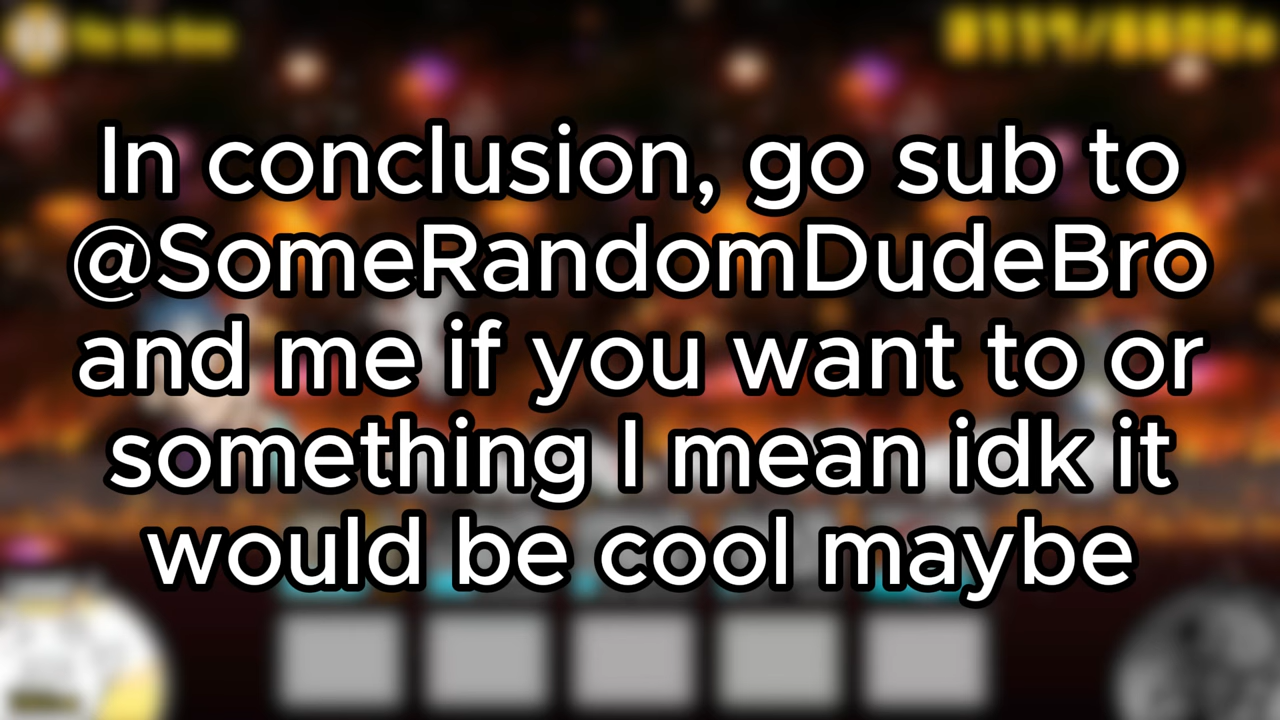 In conclusion, go sub to
@SomeRandomDudeBro
and me if you want to or
something I mean idk it
would be cool maybe